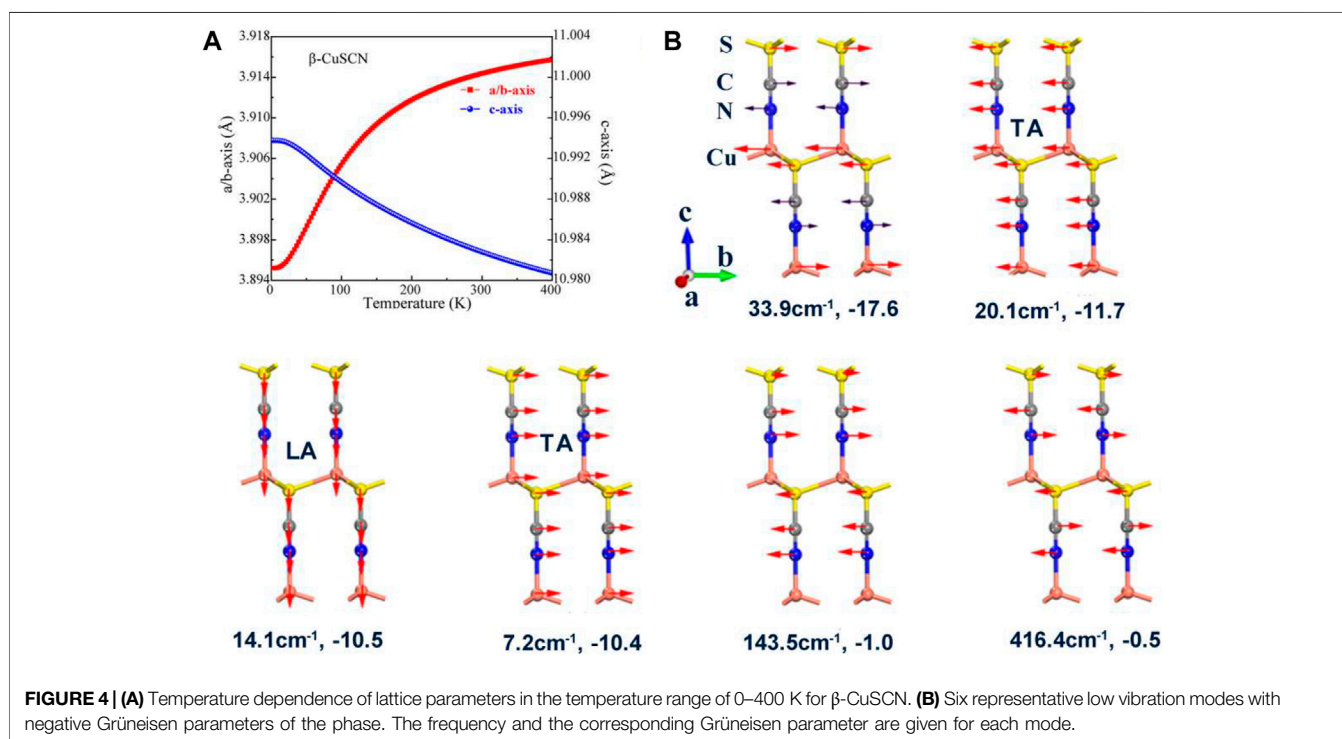 A
B
3.918
3.914
3.910
3.906
3.902
3.898
3.894
a/b-axis (Å)
β-CuSCN
a/b-axis
c-axis
11.004
11.000
10.996
10.992
10.988
10.984
10.980
c-axis (Å)
0 100 200 300 400
Temperature (K)
S
C
N
Cu
c
b
a
TA
33.9cm⁻¹, -17.6
20.1cm⁻¹, -11.7
LA
TA
14.1cm⁻¹, -10.5
7.2cm⁻¹, -10.4
143.5cm⁻¹, -1.0
416.4cm⁻¹, -0.5
FIGURE 4 | (A) Temperature dependence of lattice parameters in the temperature range of 0–400 K for β-CuSCN. (B) Six representative low vibration modes with
negative Grüneisen parameters of the phase. The frequency and the corresponding Grüneisen parameter are given for each mode.